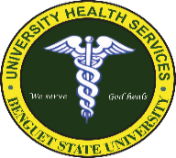 UNIVERSITY HEALTH SERVICES
We serve God heals
BENGUET STATE UNIVERSITY